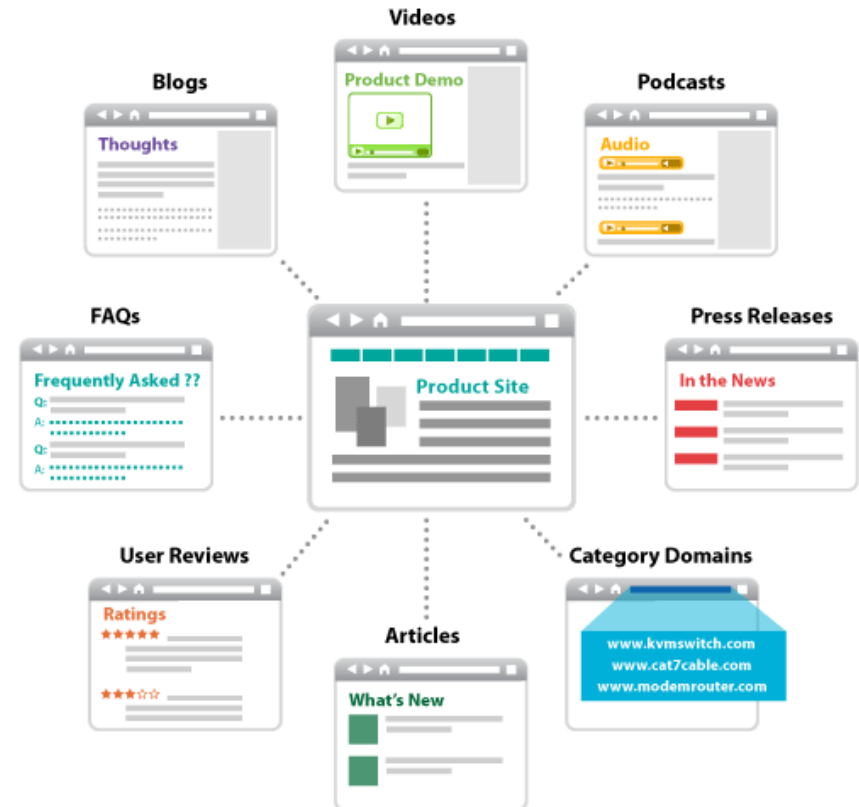 Videos
Product Demo
Blogs
Thoughts
Podcasts
Audio
FAQs
Frequently Asked ??
Q:
A:
Q:
A:
Product Site
Press Releases
In the News
User Reviews
Ratings
Articles
What's New
Category Domains
www.kvmswitch.com
www.cat7cable.com
www.modemrouter.com